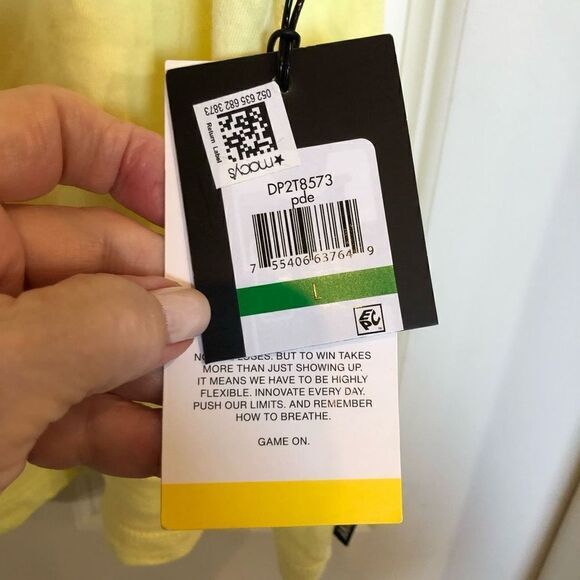 052 635 682 3873
Return Label
★macy's
DP2T8573
pde
7 55406 63764 9
L
EPC
LOSES. BUT TO WIN TAKES
MORE THAN JUST SHOWING UP.
IT MEANS WE HAVE TO BE HIGHLY
FLEXIBLE. INNOVATE EVERY DAY.
PUSH OUR LIMITS. AND REMEMBER
HOW TO BREATHE.
GAME ON.